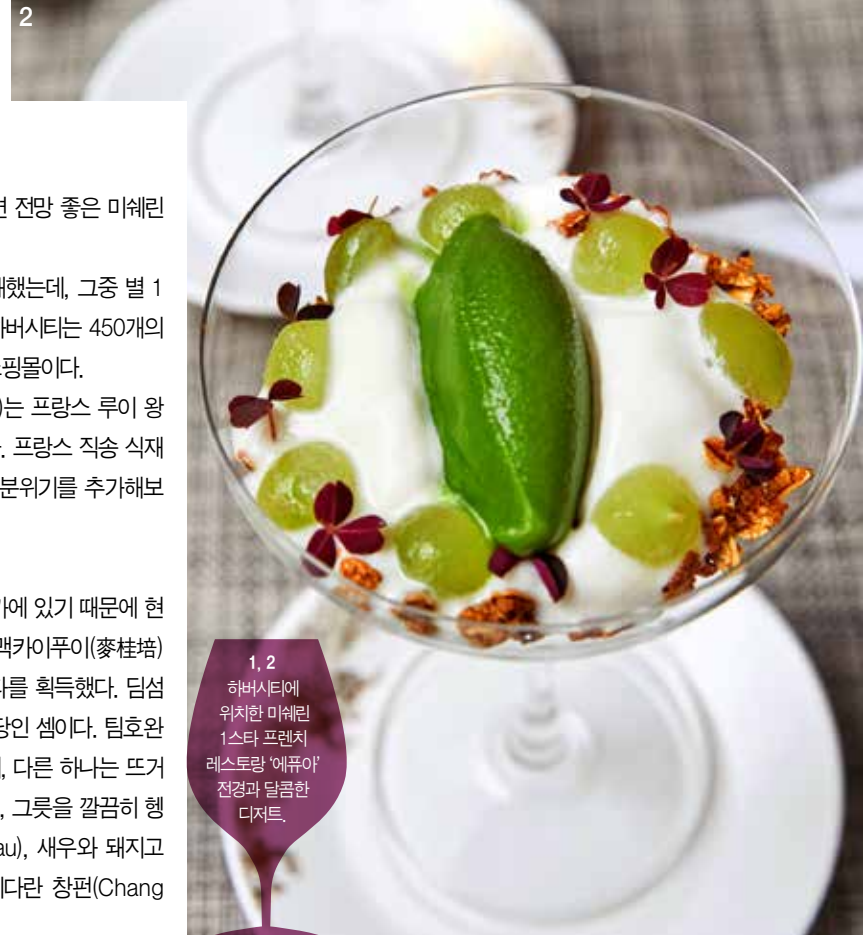 2
전망 좋은 미쉐린
했는데, 그중 별 1
버시티는 450개의
핑몰이다.
)는 프랑스 루이 왕
. 프랑스 직송 식재
분위기를 추가해보
가에 있기 때문에 현
맥카이푸이(麥桂培)
를 획득했다. 딤섬
당인 셈이다. 팀호완
, 다른 하나는 뜨거
, 그릇을 깔끔히 헹
au), 새우와 돼지고
다란 창펀(Chang
1, 2
하버시티에
위치한 미쉐린
1스타 프렌치
레스토랑 ‘에퓨아’
전경과 달콤한
디저트.